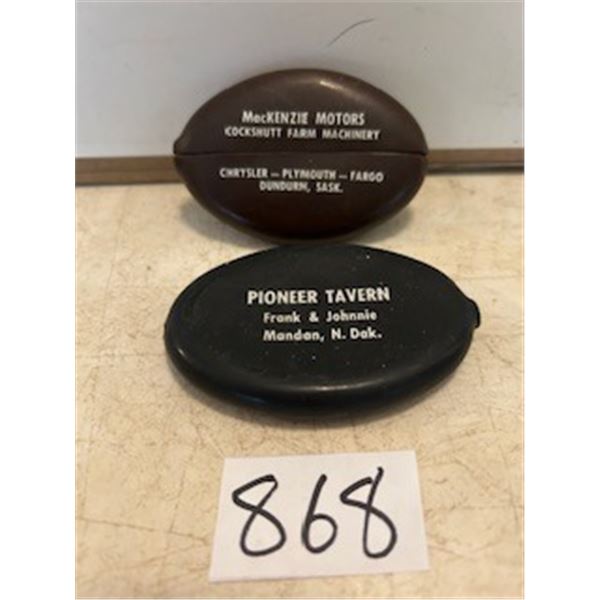 MacKENZIE MOTORS
COCKSHUTT FARM MACHINERY
CHRYSLER — PLYMOUTH — FARGO
DUNDURN, SASK.
PIONEER TAVERN
Frank & Johnnie
Mandan, N. Dak.
868